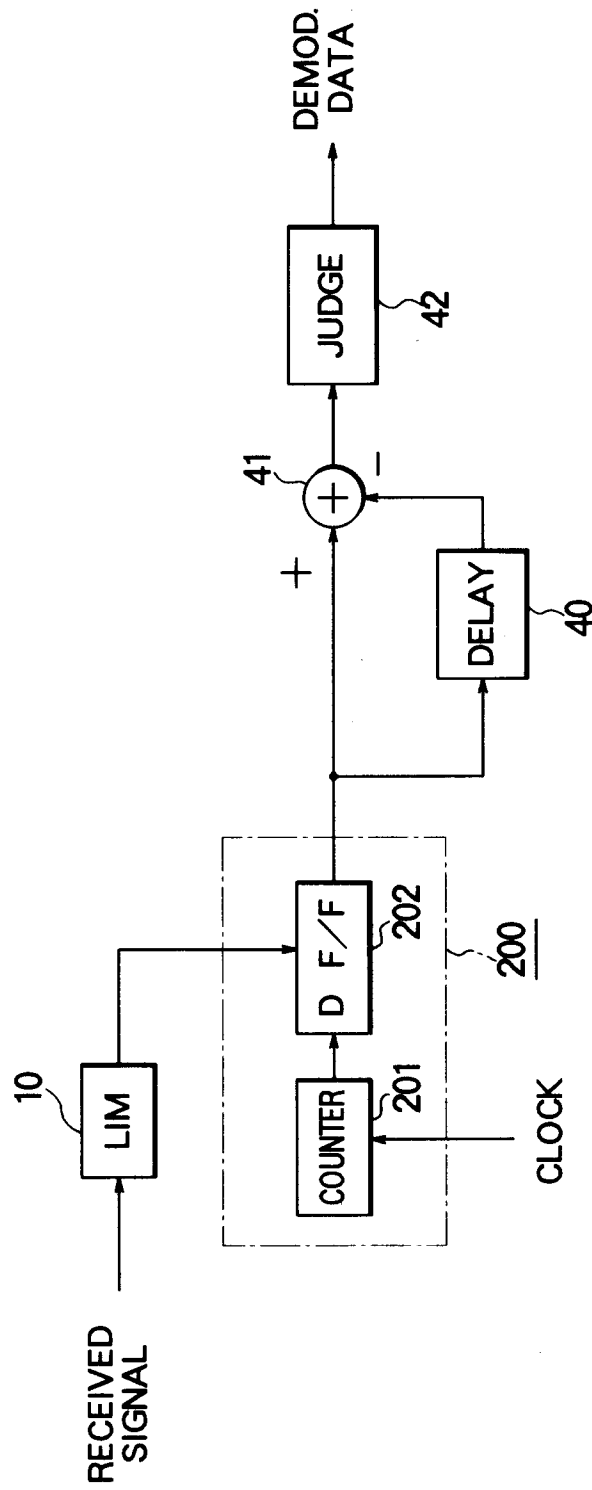 RECEIVED
SIGNAL
10
LIM
COUNTER
201
CLOCK
D F/F
202
200
+
41
+
-
DELAY
40
JUDGE
42
DEMOD.
DATA